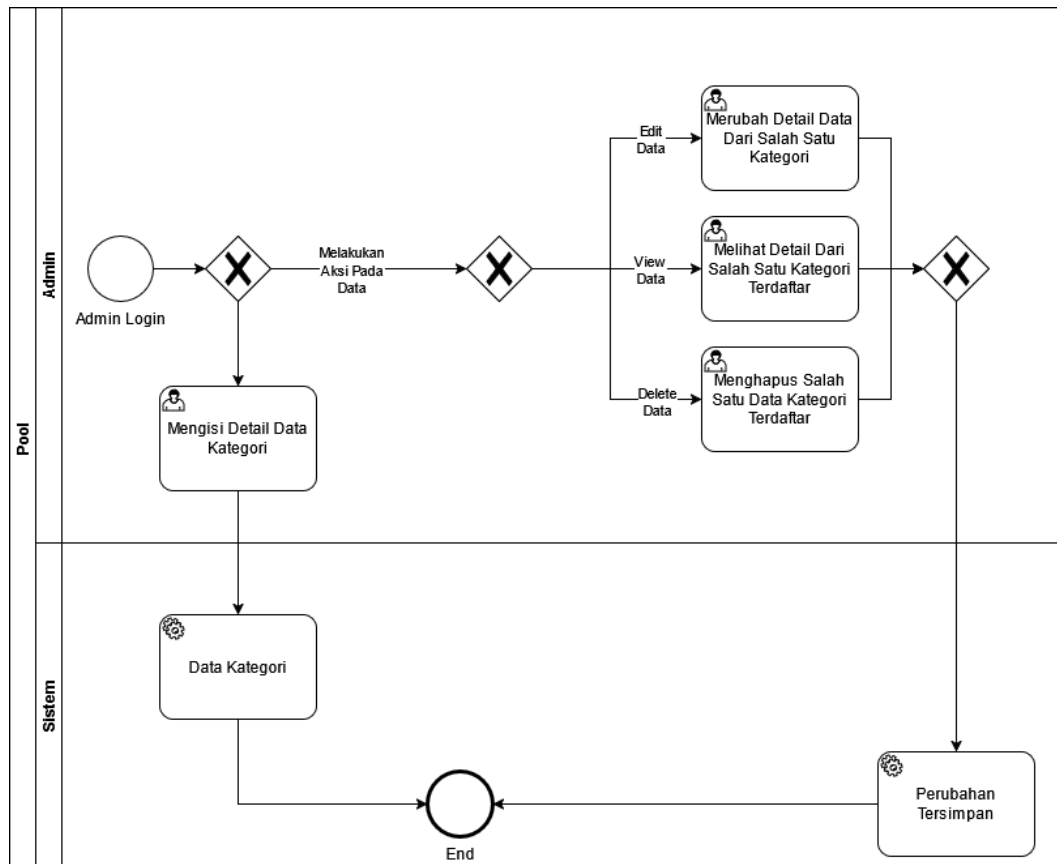 Pool
Admin
Sistem
Admin Login
Melakukan
Aksi Pada
Data
Edit
Data
View
Data
Delete
Data
Merubah Detail Data
Dari Salah Satu
Kategori
Melihat Detail Dari
Salah Satu Kategori
Terdaftar
Menghapus Salah
Satu Data Kategori
Terdaftar
Mengisi Detail Data
Kategori
Data Kategori
Perubahan
Tersimpan
End